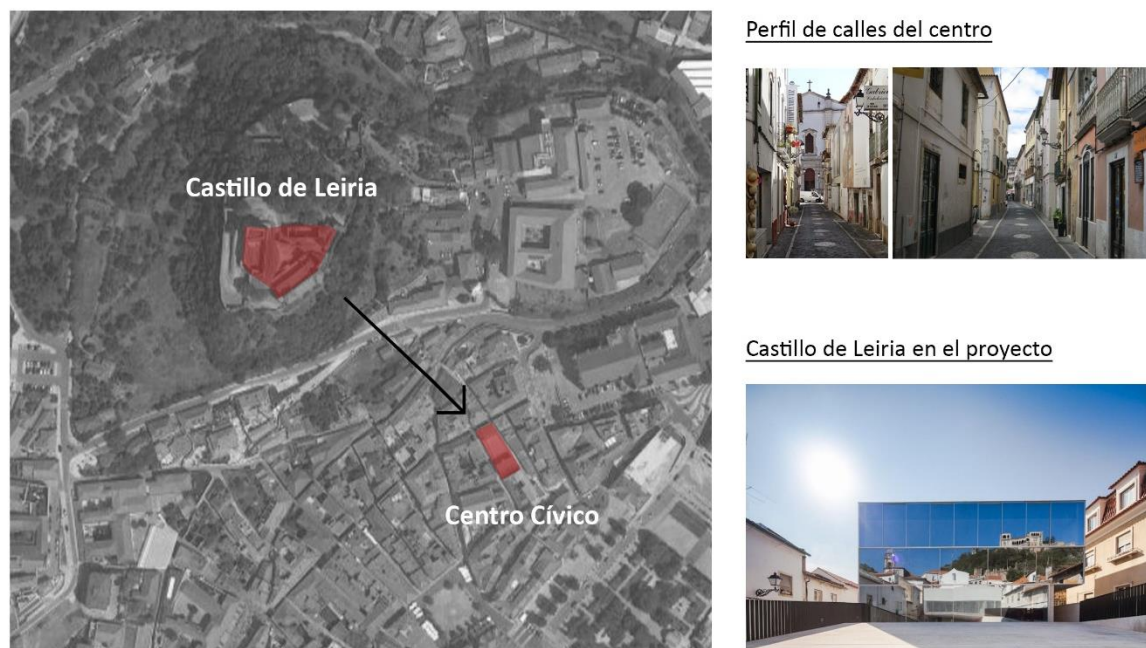 Perfil de calles del centro
Castillo de Leiria
Centro Cívico
Castillo de Leiria en el proyecto